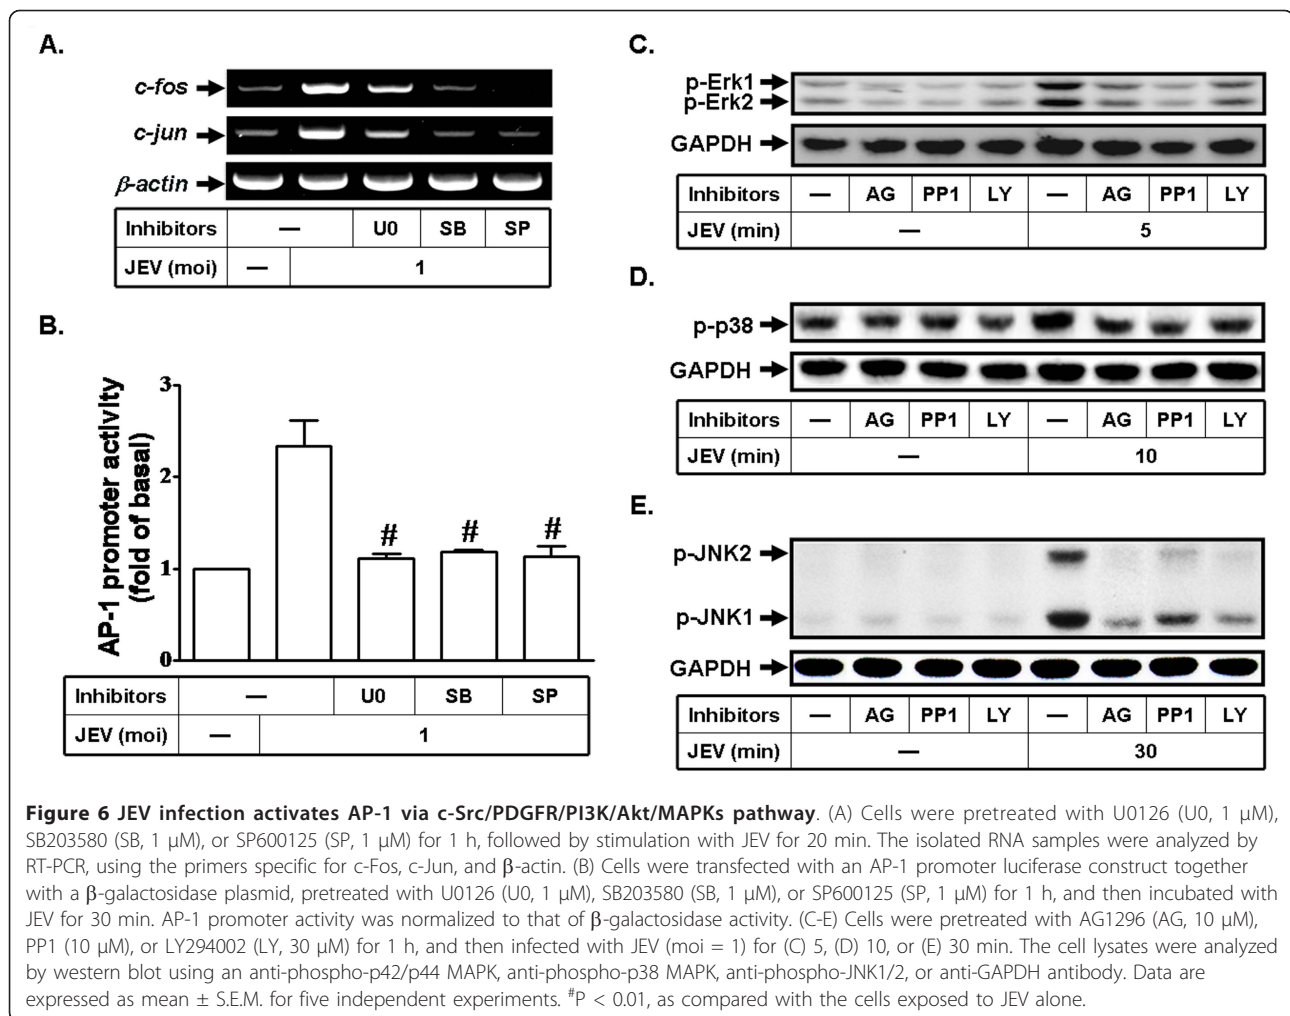 A.
c-fos
c-jun
β-actin
Inhibitors — U0 SB SP
JEV (moi) — 1
B.
AP-1 promoter activity
(fold of basal)
3
2
1
0
# # #
Inhibitors — U0 SB SP
JEV (moi) — 1
C.
p-Erk1
p-Erk2
GAPDH
Inhibitors — AG PP1 LY — AG PP1 LY
JEV (min) — 5
D.
p-p38
GAPDH
Inhibitors — AG PP1 LY — AG PP1 LY
JEV (min) — 10
E.
p-JNK2
p-JNK1
GAPDH
Inhibitors — AG PP1 LY — AG PP1 LY
JEV (min) — 30
Figure 6 JEV infection activates AP-1 via c-Src/PDGFR/PI3K/Akt/MAPKs pathway. (A) Cells were pretreated with U0126 (U0, 1 μM),
SB203580 (SB, 1 μM), or SP600125 (SP, 1 μM) for 1 h, followed by stimulation with JEV for 20 min. The isolated RNA samples were analyzed by
RT-PCR, using the primers specific for c-Fos, c-Jun, and β-actin. (B) Cells were transfected with an AP-1 promoter luciferase construct together
with a β-galactosidase plasmid, pretreated with U0126 (U0, 1 μM), SB203580 (SB, 1 μM), or SP600125 (SP, 1 μM) for 1 h, and then incubated with
JEV for 30 min. AP-1 promoter activity was normalized to that of β-galactosidase activity. (C-E) Cells were pretreated with AG1296 (AG, 10 μM),
PP1 (10 μM), or LY294002 (LY, 30 μM) for 1 h, and then infected with JEV (moi = 1) for (C) 5, (D) 10, or (E) 30 min. The cell lysates were analyzed
by western blot using an anti-phospho-p42/p44 MAPK, anti-phospho-p38 MAPK, anti-phospho-JNK1/2, or anti-GAPDH antibody. Data are
expressed as mean ± S.E.M. for five independent experiments. #P < 0.01, as compared with the cells exposed to JEV alone.